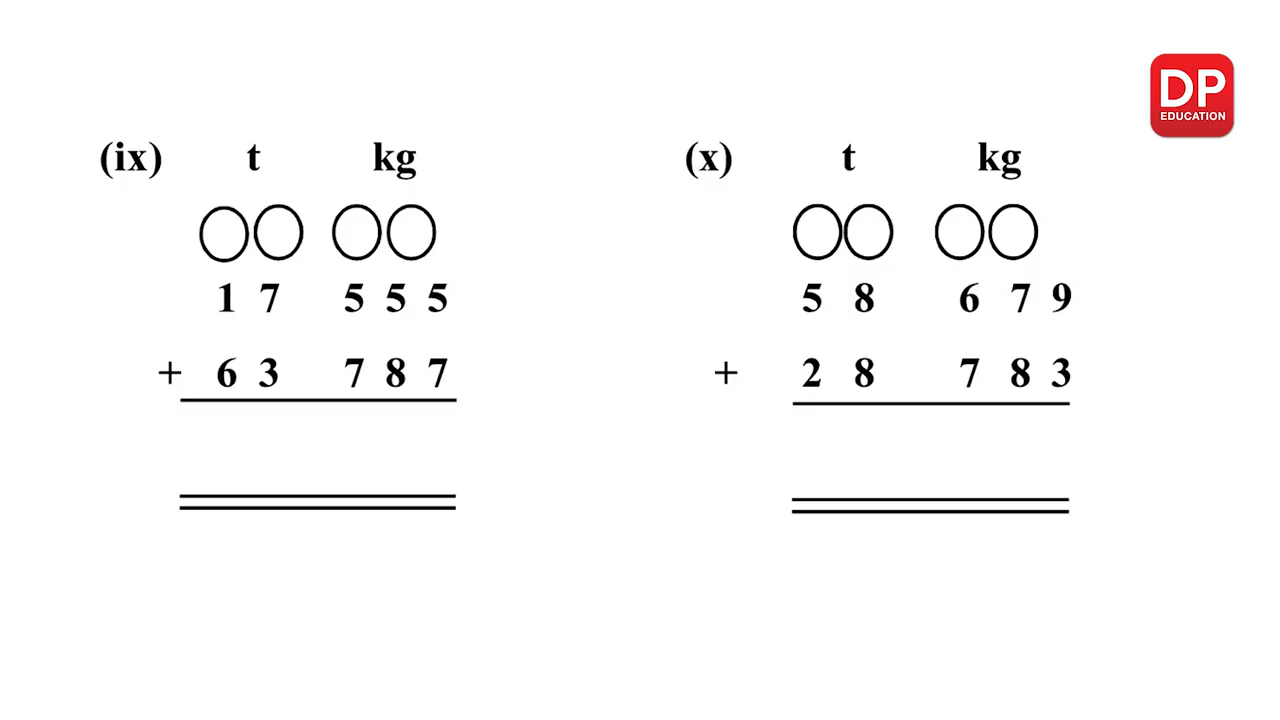 DP
EDUCATION
(ix) t kg
1 7 5 5 5
+ 6 3 7 8 7
(x) t kg
5 8 6 7 9
+ 2 8 7 8 3